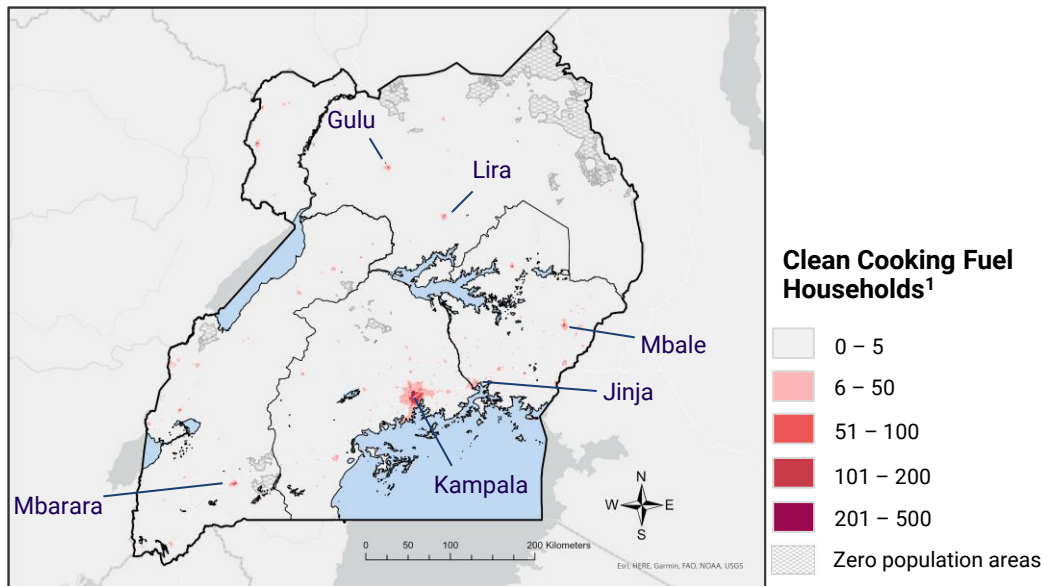 Gulu
Lira
Mbale
Jinja
Kampala
Mbarara
N
W E
S
0 50 100 200 Kilometers
Esri, HERE, Garmin, FAO, NOAA, USGS
Clean Cooking Fuel
Households¹
0 – 5
6 – 50
51 – 100
101 – 200
201 – 500
Zero population areas